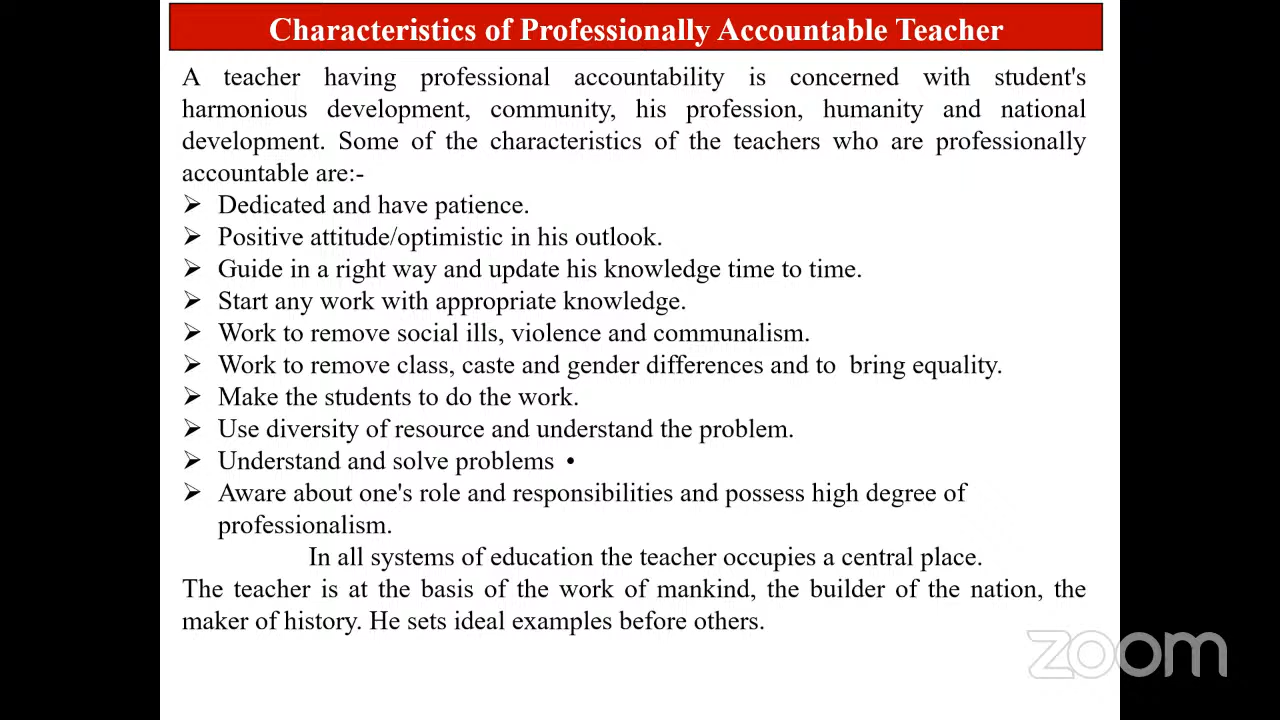 Characteristics of Professionally Accountable Teacher
A teacher having professional accountability is concerned with student's
harmonious development, community, his profession, humanity and national
development. Some of the characteristics of the teachers who are professionally
accountable are:-
➢ Dedicated and have patience.
➢ Positive attitude/optimistic in his outlook.
➢ Guide in a right way and update his knowledge time to time.
➢ Start any work with appropriate knowledge.
➢ Work to remove social ills, violence and communalism.
➢ Work to remove class, caste and gender differences and to  bring equality.
➢ Make the students to do the work.
➢ Use diversity of resource and understand the problem.
➢ Understand and solve problems •
➢ Aware about one's role and responsibilities and possess high degree of
professionalism.
In all systems of education the teacher occupies a central place.
The teacher is at the basis of the work of mankind, the builder of the nation, the
maker of history. He sets ideal examples before others.
zoom